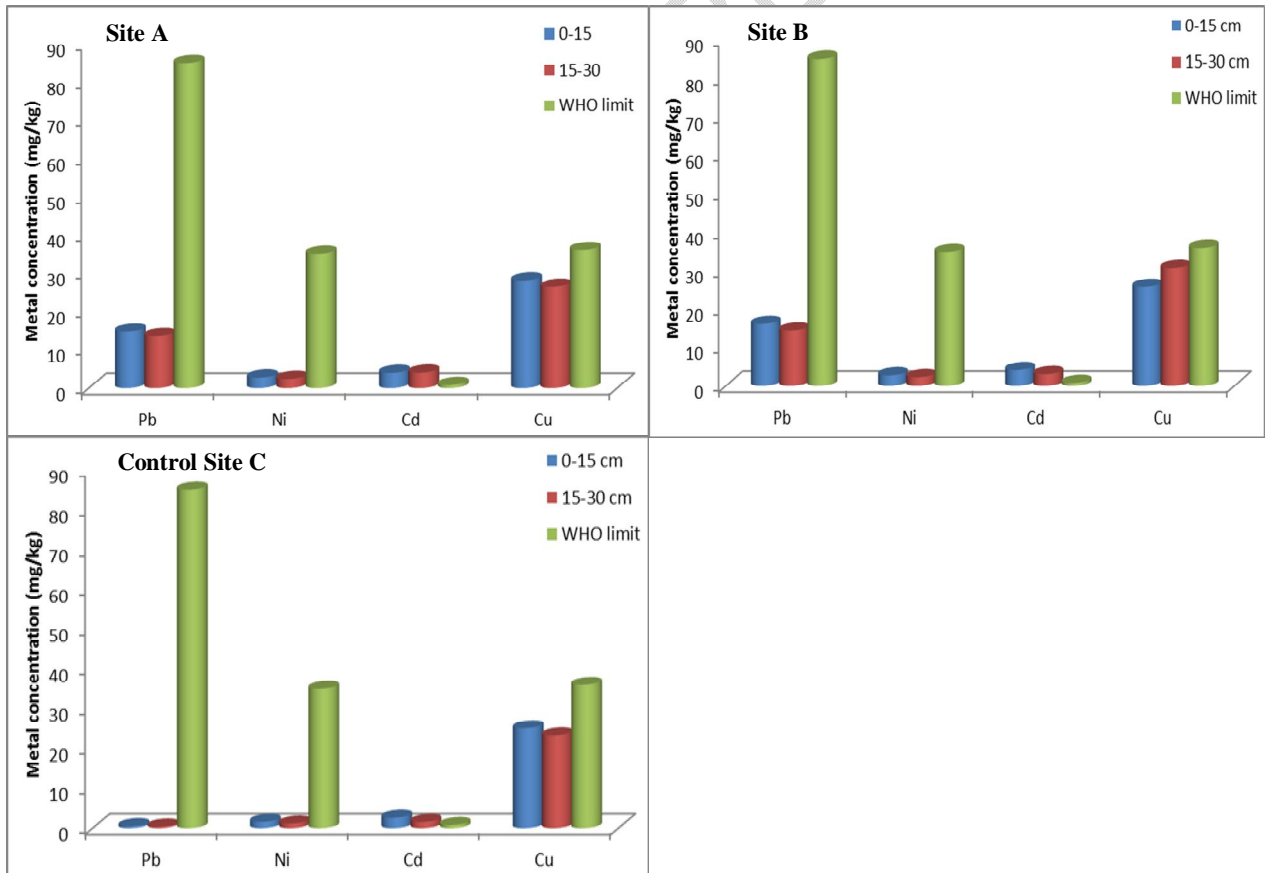 Site A
0-15
15-30
WHO limit
Metal concentration (mg/kg)
90
80
70
60
50
40
30
20
10
0
Pb Ni Cd Cu
Site B
0-15 cm
15-30 cm
WHO limit
Metal concentration (mg/kg)
90
80
70
60
50
40
30
20
10
0
Pb Ni Cd Cu
Control Site C
0-15 cm
15-30 cm
WHO limit
Metal concentration (mg/kg)
90
80
70
60
50
40
30
20
10
0
Pb Ni Cd Cu